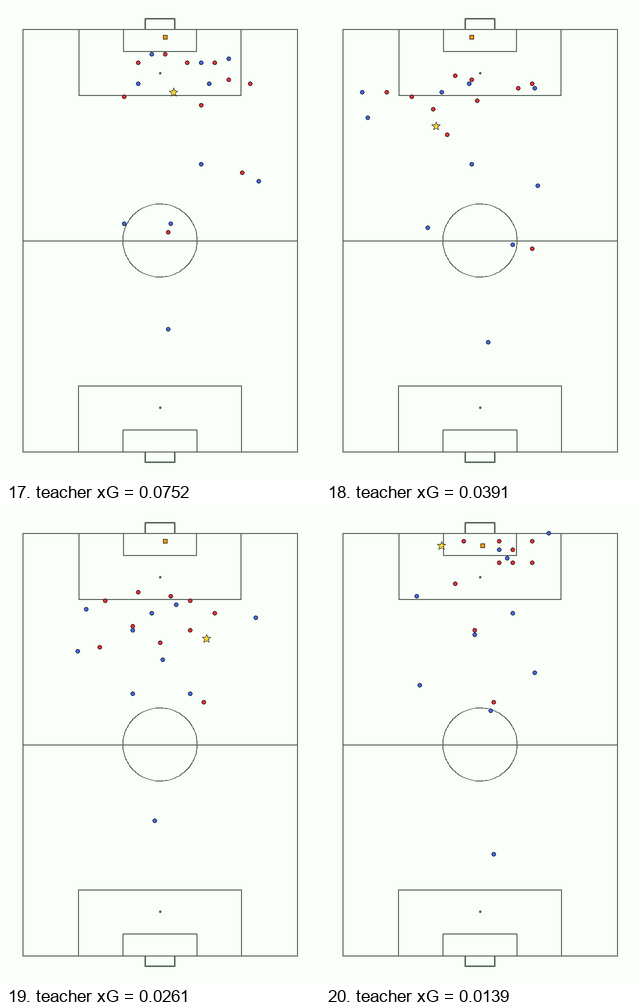 17. teacher xG = 0.0752
18. teacher xG = 0.0391
19. teacher xG = 0.0261
20. teacher xG = 0.0139